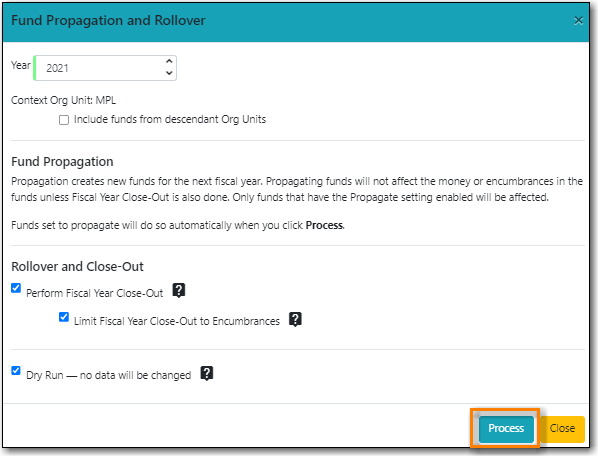 Fund Propagation and Rollover ×
Year 2021
Context Org Unit: MPL
Include funds from descendant Org Units
Fund Propagation
Propagation creates new funds for the next fiscal year. Propagating funds will not affect the money or encumbrances in the
funds unless Fiscal Year Close-Out is also done. Only funds that have the Propagate setting enabled will be affected.
Funds set to propagate will do so automatically when you click Process.
Rollover and Close-Out
Perform Fiscal Year Close-Out ?
Limit Fiscal Year Close-Out to Encumbrances ?
Dry Run — no data will be changed ?
Process Close